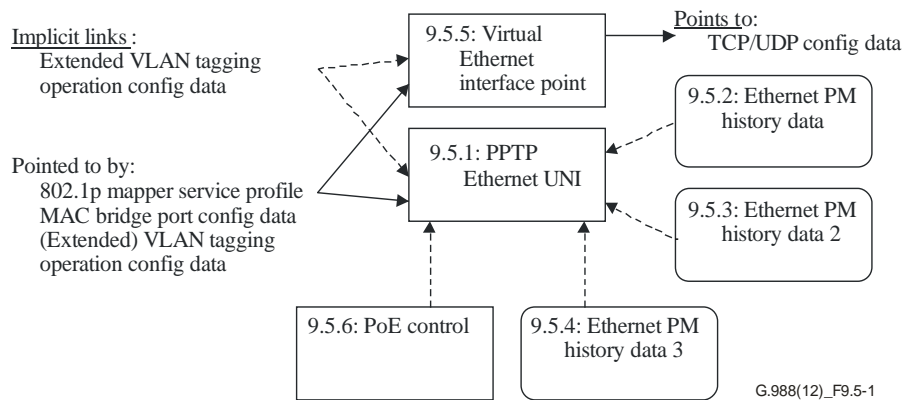 Implicit links :
Extended VLAN tagging
operation config data
9.5.5: Virtual
Ethernet
interface point
Points to:
TCP/UDP config data
9.5.2: Ethernet PM
history data
Pointed to by:
802.1p mapper service profile
MAC bridge port config data
(Extended) VLAN tagging
operation config data
9.5.1: PPTP
Ethernet UNI
9.5.3: Ethernet PM
history data 2
9.5.6: PoE control
9.5.4: Ethernet PM
history data 3
G.988(12)_F9.5-1